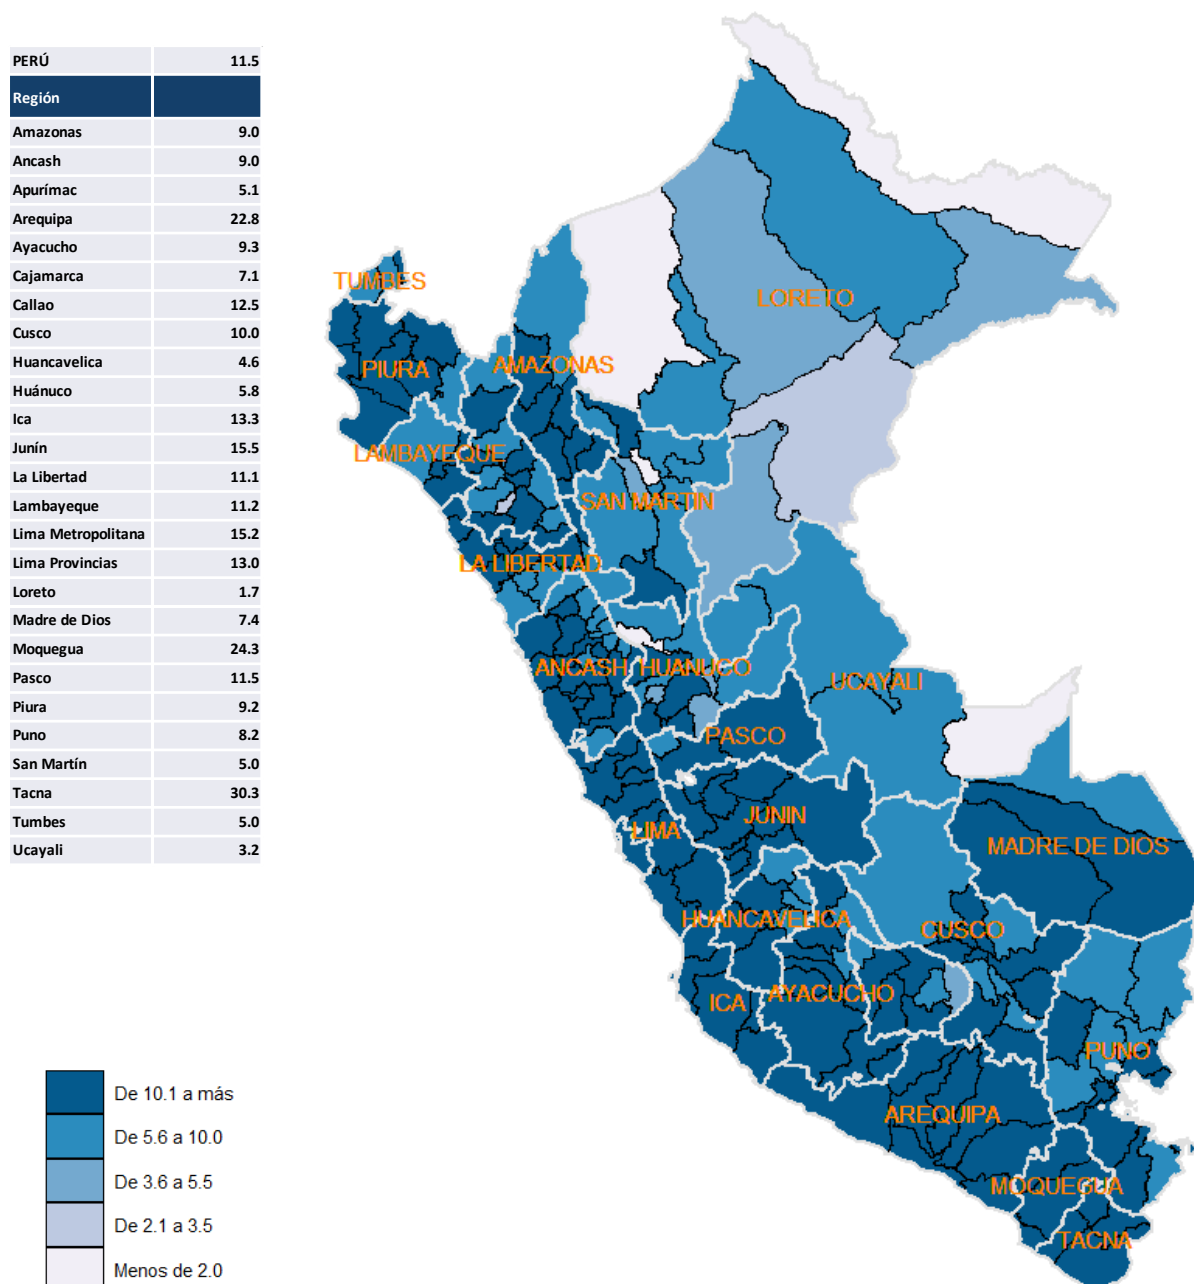 PERÚ 11.5
Región
Amazonas 9.0
Ancash 9.0
Apurímac 5.1
Arequipa 22.8
Ayacucho 9.3
Cajamarca 7.1
Callao 12.5
Cusco 10.0
Huancavelica 4.6
Huánuco 5.8
Ica 13.3
Junín 15.5
La Libertad 11.1
Lambayeque 11.2
Lima Metropolitana 15.2
Lima Provincias 13.0
Loreto 1.7
Madre de Dios 7.4
Moquegua 24.3
Pasco 11.5
Piura 9.2
Puno 8.2
San Martín 5.0
Tacna 30.3
Tumbes 5.0
Ucayali 3.2
TUMBES
LORETO
PIURA
AMAZONAS
LAMBAYEQUE
SAN MARTIN
LA LIBERTAD
ANCASH
HUANUCO
UCAYALI
PASCO
JUNIN
LIMA
MADRE DE DIOS
HUANCAVELICA
CUSCO
AYACUCHO
ICA
PUNO
AREQUIPA
MOQUEGUA
TACNA
De 10.1 a más
De 5.6 a 10.0
De 3.6 a 5.5
De 2.1 a 3.5
Menos de 2.0